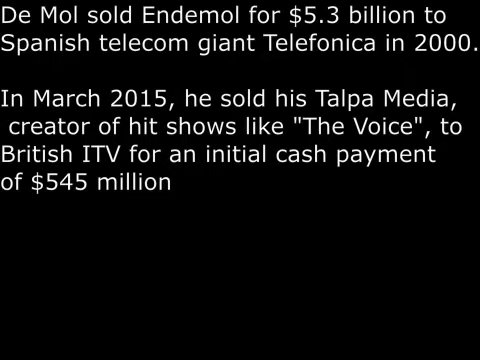 De Mol sold Endemol for $5.3 billion to
Spanish telecom giant Telefonica in 2000.
In March 2015, he sold his Talpa Media,
creator of hit shows like "The Voice", to
British ITV for an initial cash payment
of $545 million